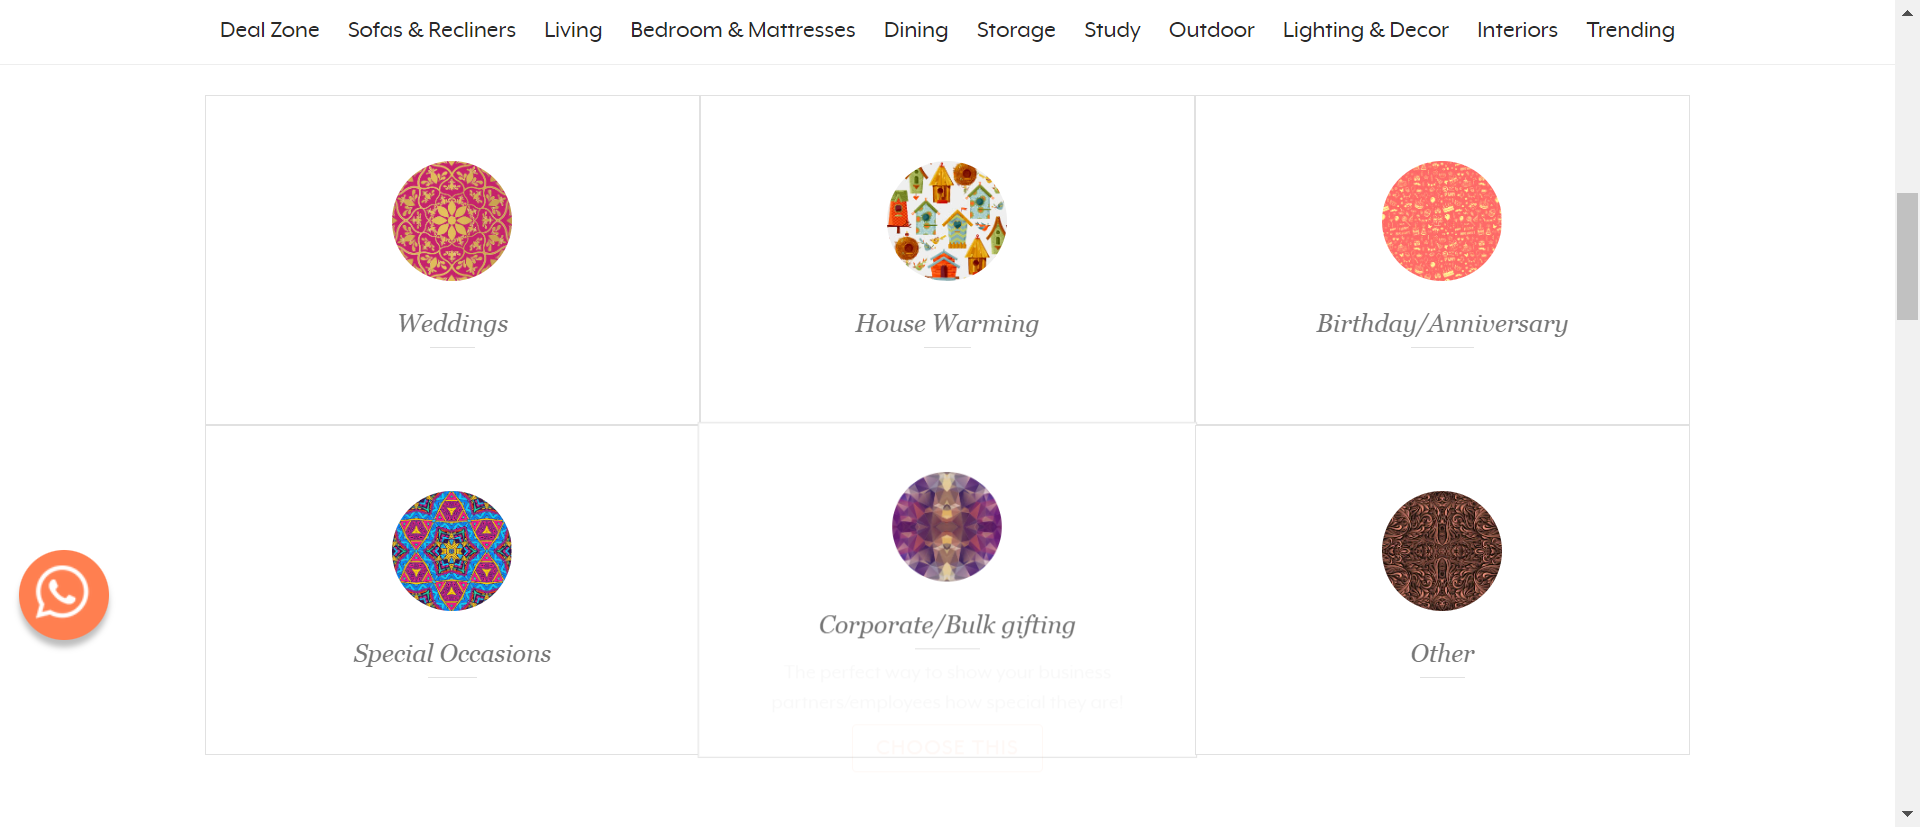 Deal Zone Sofas & Recliners Living Bedroom & Mattresses Dining Storage Study Outdoor Lighting & Decor Interiors Trending
Weddings
House Warming
Birthday/Anniversary
Special Occasions
Corporate/Bulk gifting
The perfect way to show your business
partners/employees how special they are!
CHOOSE THIS
Other